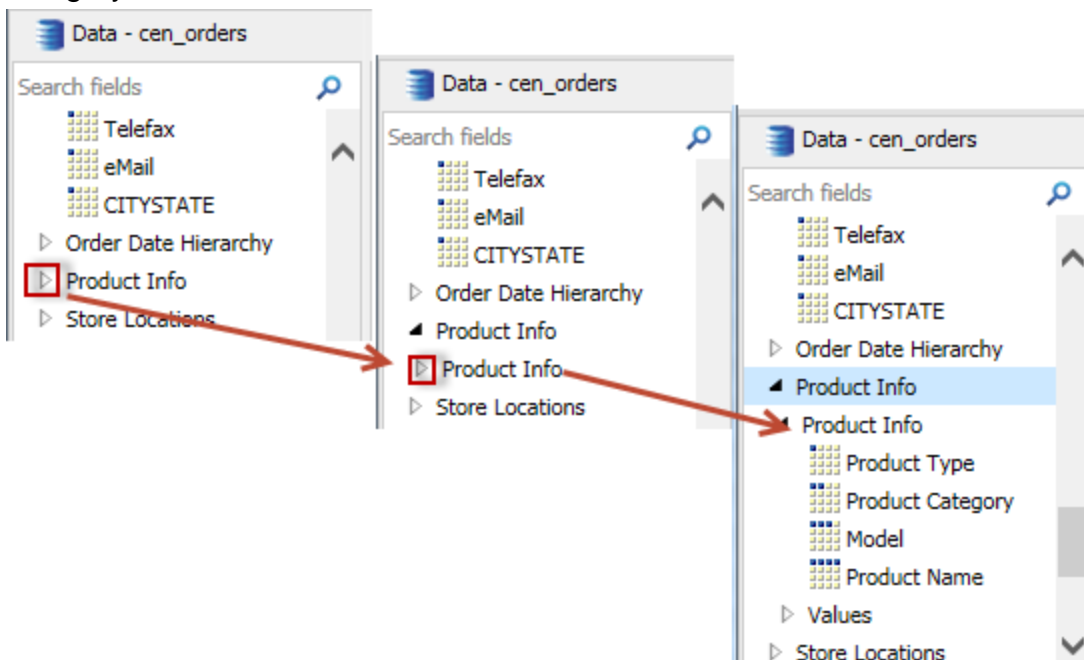 Data - cen_orders
Search fields
Telefax
eMail
CITYSTATE
Order Date Hierarchy
Product Info
Store Locations
Data - cen_orders
Search fields
Telefax
eMail
CITYSTATE
Order Date Hierarchy
Product Info
Product Info
Store Locations
Data - cen_orders
Search fields
Telefax
eMail
CITYSTATE
Order Date Hierarchy
Product Info
Product Info
Product Type
Product Category
Model
Product Name
Values
Store Locations